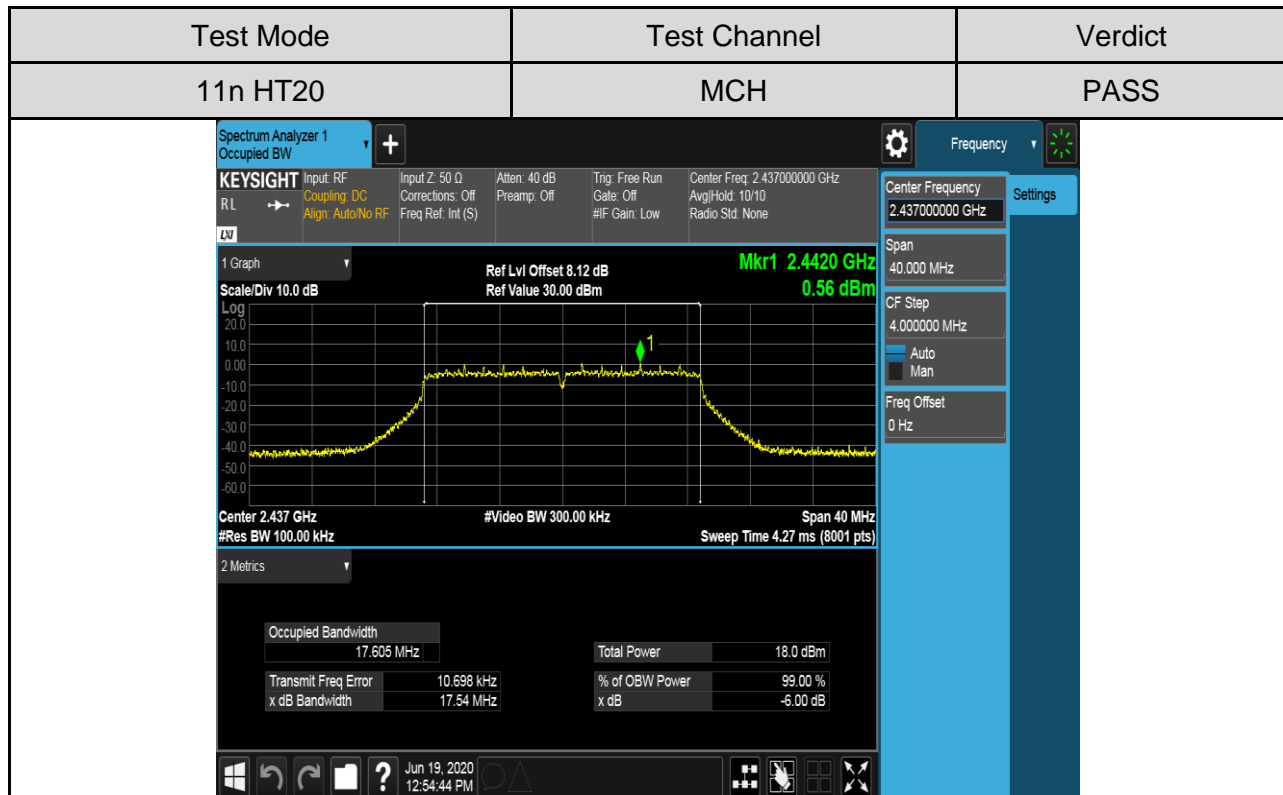 Test Mode Test Channel Verdict
11n HT20 MCH PASS
Spectrum Analyzer 1
Occupied BW
+
Frequency
KEYSIGHT Input: RF Input Z: 50 Ω Atten: 40 dB Trig: Free Run Center Freq: 2.437000000 GHz
RL Coupling: DC Corrections: Off Preamp: Off Gate: Off Avg|Hold: 10/10
Align: Auto/No RF Freq Ref: Int (S) #IF Gain: Low Radio Std: None
LXI
Center Frequency
2.437000000 GHz
Settings
Span
40.000 MHz
CF Step
4.000000 MHz
Auto
Man
Freq Offset
0 Hz
1 Graph
Ref Lvl Offset 8.12 dB Mkr1 2.4420 GHz
Scale/Div 10.0 dB Ref Value 30.00 dBm 0.56 dBm
Log
20.0
10.0
0.00
-10.0
-20.0
-30.0
-40.0
-50.0
-60.0
1
Center 2.437 GHz #Video BW 300.00 kHz Span 40 MHz
#Res BW 100.00 kHz Sweep Time 4.27 ms (8001 pts)
2 Metrics
Occupied Bandwidth
17.605 MHz Total Power 18.0 dBm
Transmit Freq Error 10.698 kHz % of OBW Power 99.00 %
x dB Bandwidth 17.54 MHz x dB -6.00 dB
? Jun 19, 2020
12:54:44 PM